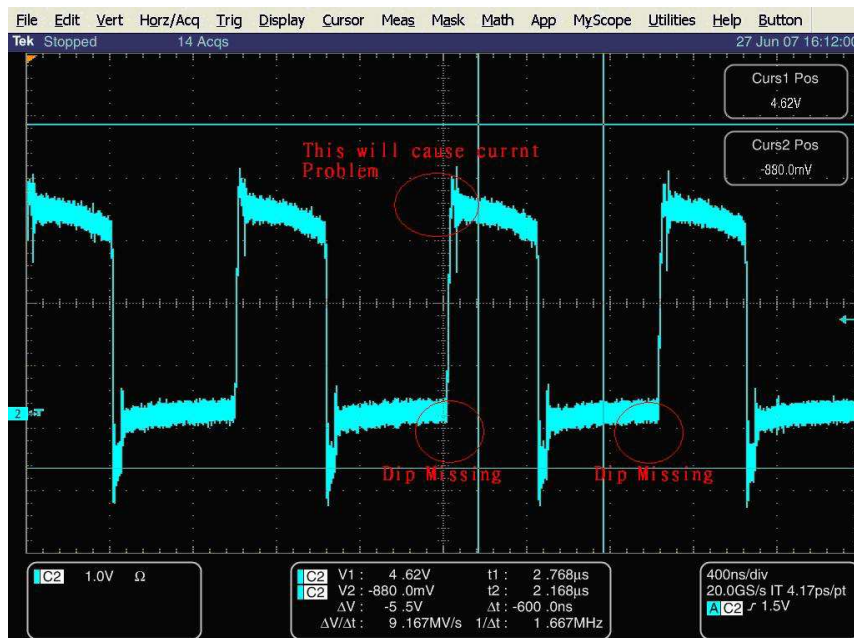 File Edit Vert Horz/Acq Trig Display Cursor Meas Mask Math App MyScope Utilities Help Button
Tek Stopped 14 Acqs 27 Jun 07 16:12:00
Curs1 Pos
4.62V
Curs2 Pos
-880.0mV
This will cause currnt
Problem
2
Dip Missing Dip Missing
C2 1.0V Ω
C2 V1 : 4 .62V t1 : 2 .768µs
C2 V2 : -880 .0mV t2 : 2 .168µs
ΔV : -5 .5V Δt : -600 .0ns
ΔV/Δt : 9 .167MV/s 1/Δt : 1 .667MHz
400ns/div
20.0GS/s IT 4.17ps/pt
A C2 1.5V